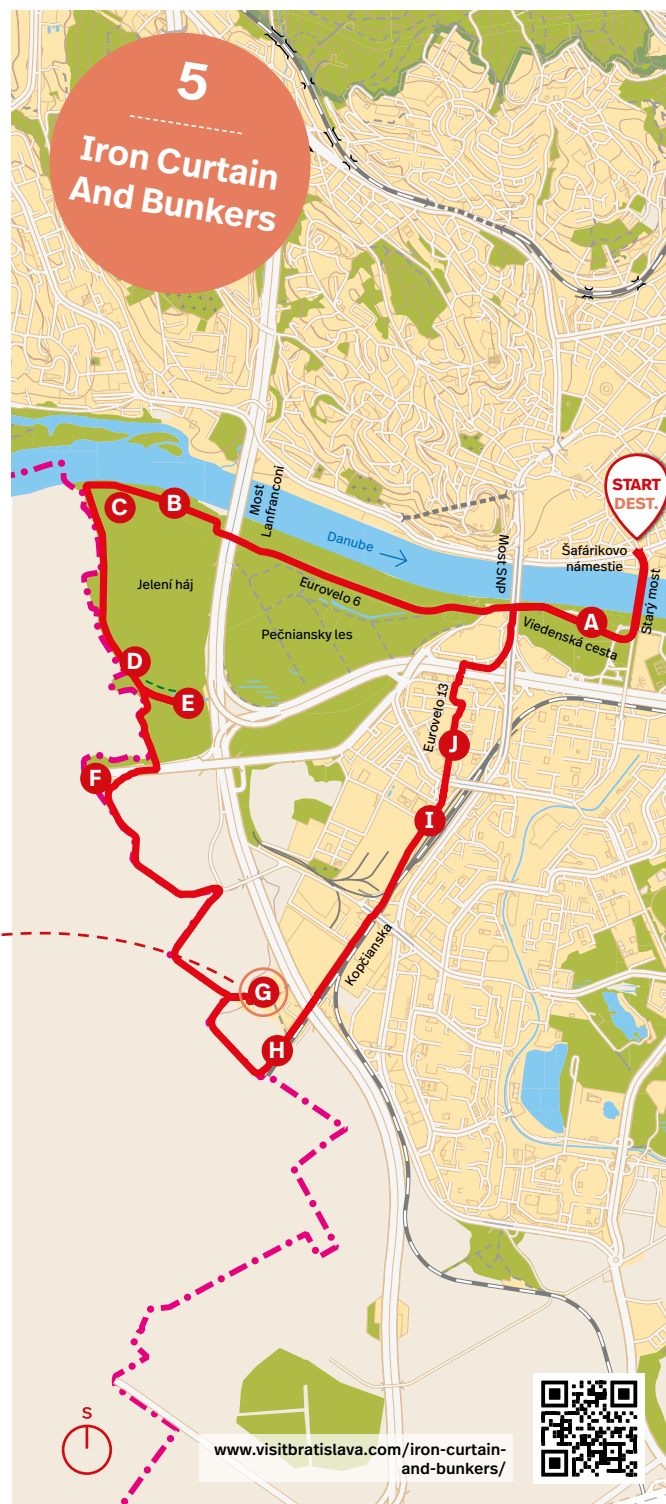 5
Iron Curtain
And Bunkers
START
DEST.
Most
Lanfranconi
Danube
Most SNP
Šafárikovo
námestie
Starý most
C
B
Jelení háj
Eurovelo 6
Pečniansky les
A
Viedenská cesta
D
E
Eurovelo 13
J
F
I
Kopčianska
G
H
S
www.visitbratislava.com/iron-curtain-
and-bunkers/